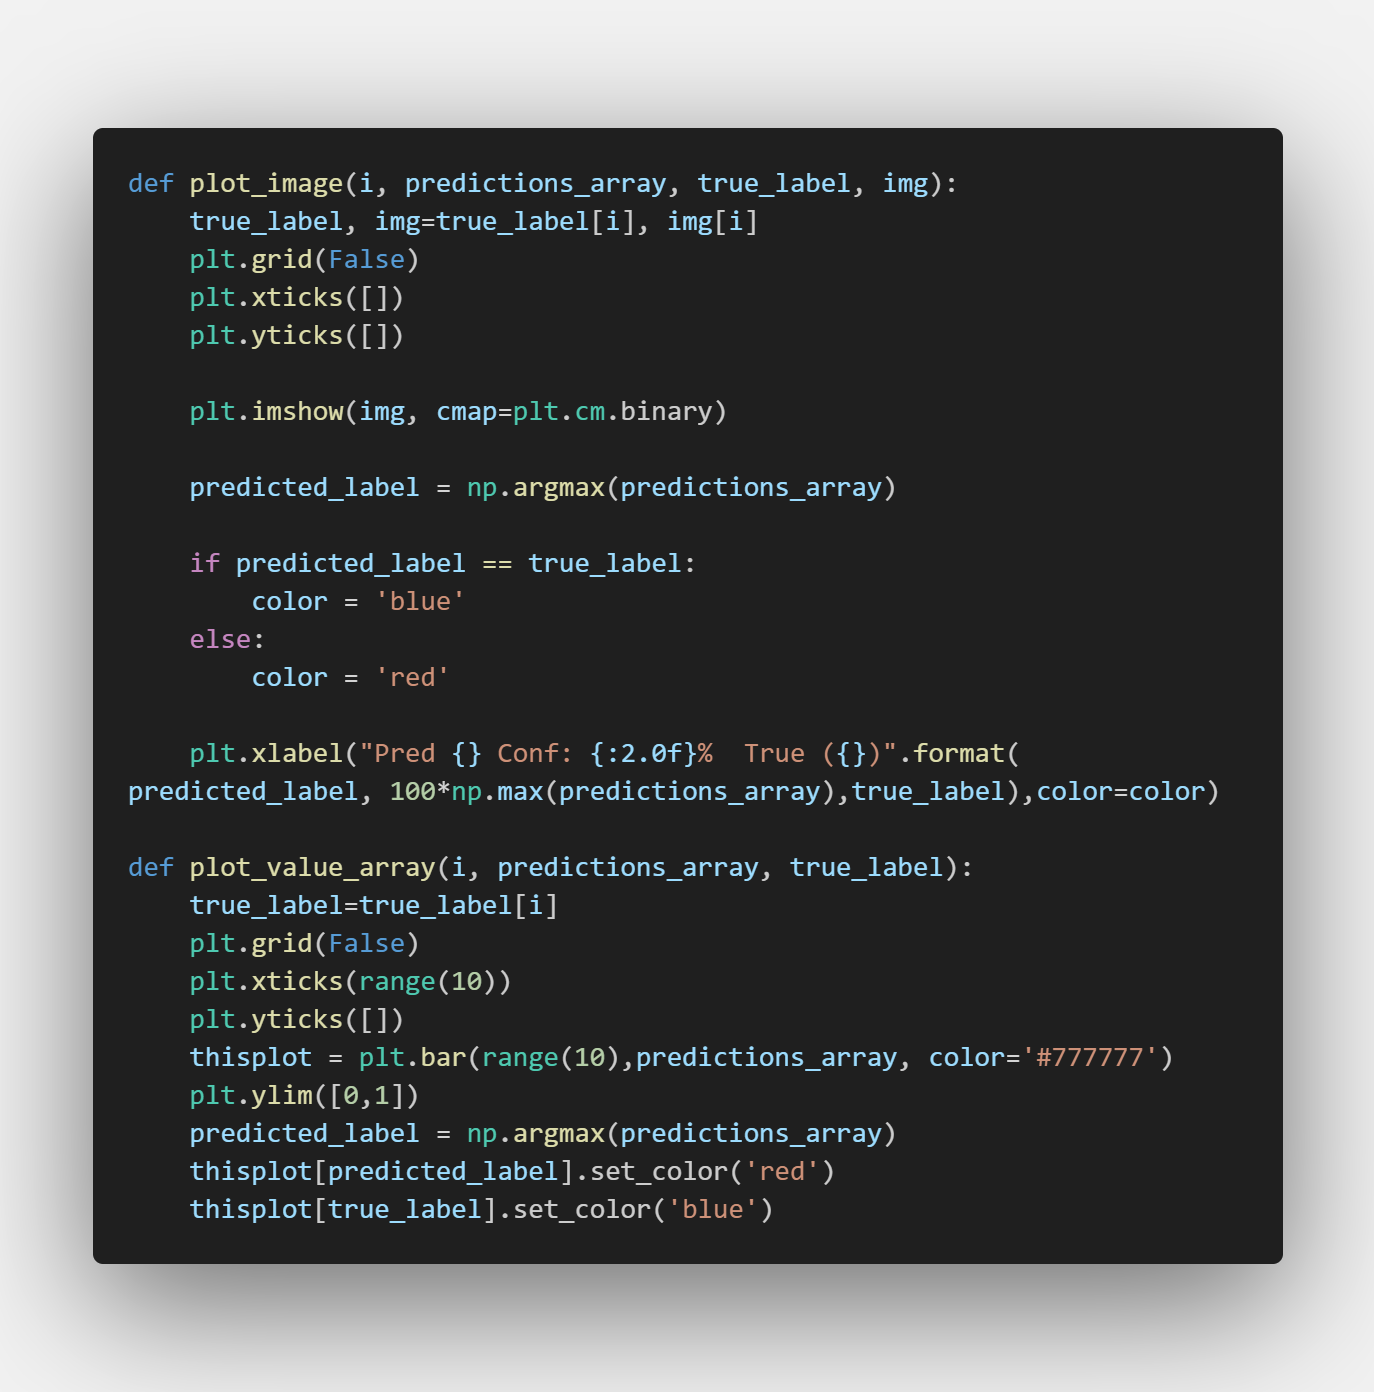 def plot_image(i, predictions_array, true_label, img):
    true_label, img=true_label[i], img[i]
    plt.grid(False)
    plt.xticks([])
    plt.yticks([])

    plt.imshow(img, cmap=plt.cm.binary)

    predicted_label = np.argmax(predictions_array)

    if predicted_label == true_label:
        color = 'blue'
    else:
        color = 'red'

    plt.xlabel("Pred {} Conf: {:2.0f}%  True ({})".format(
predicted_label, 100*np.max(predictions_array),true_label),color=color)

def plot_value_array(i, predictions_array, true_label):
    true_label=true_label[i]
    plt.grid(False)
    plt.xticks(range(10))
    plt.yticks([])
    thisplot = plt.bar(range(10),predictions_array, color='#777777')
    plt.ylim([0,1])
    predicted_label = np.argmax(predictions_array)
    thisplot[predicted_label].set_color('red')
    thisplot[true_label].set_color('blue')